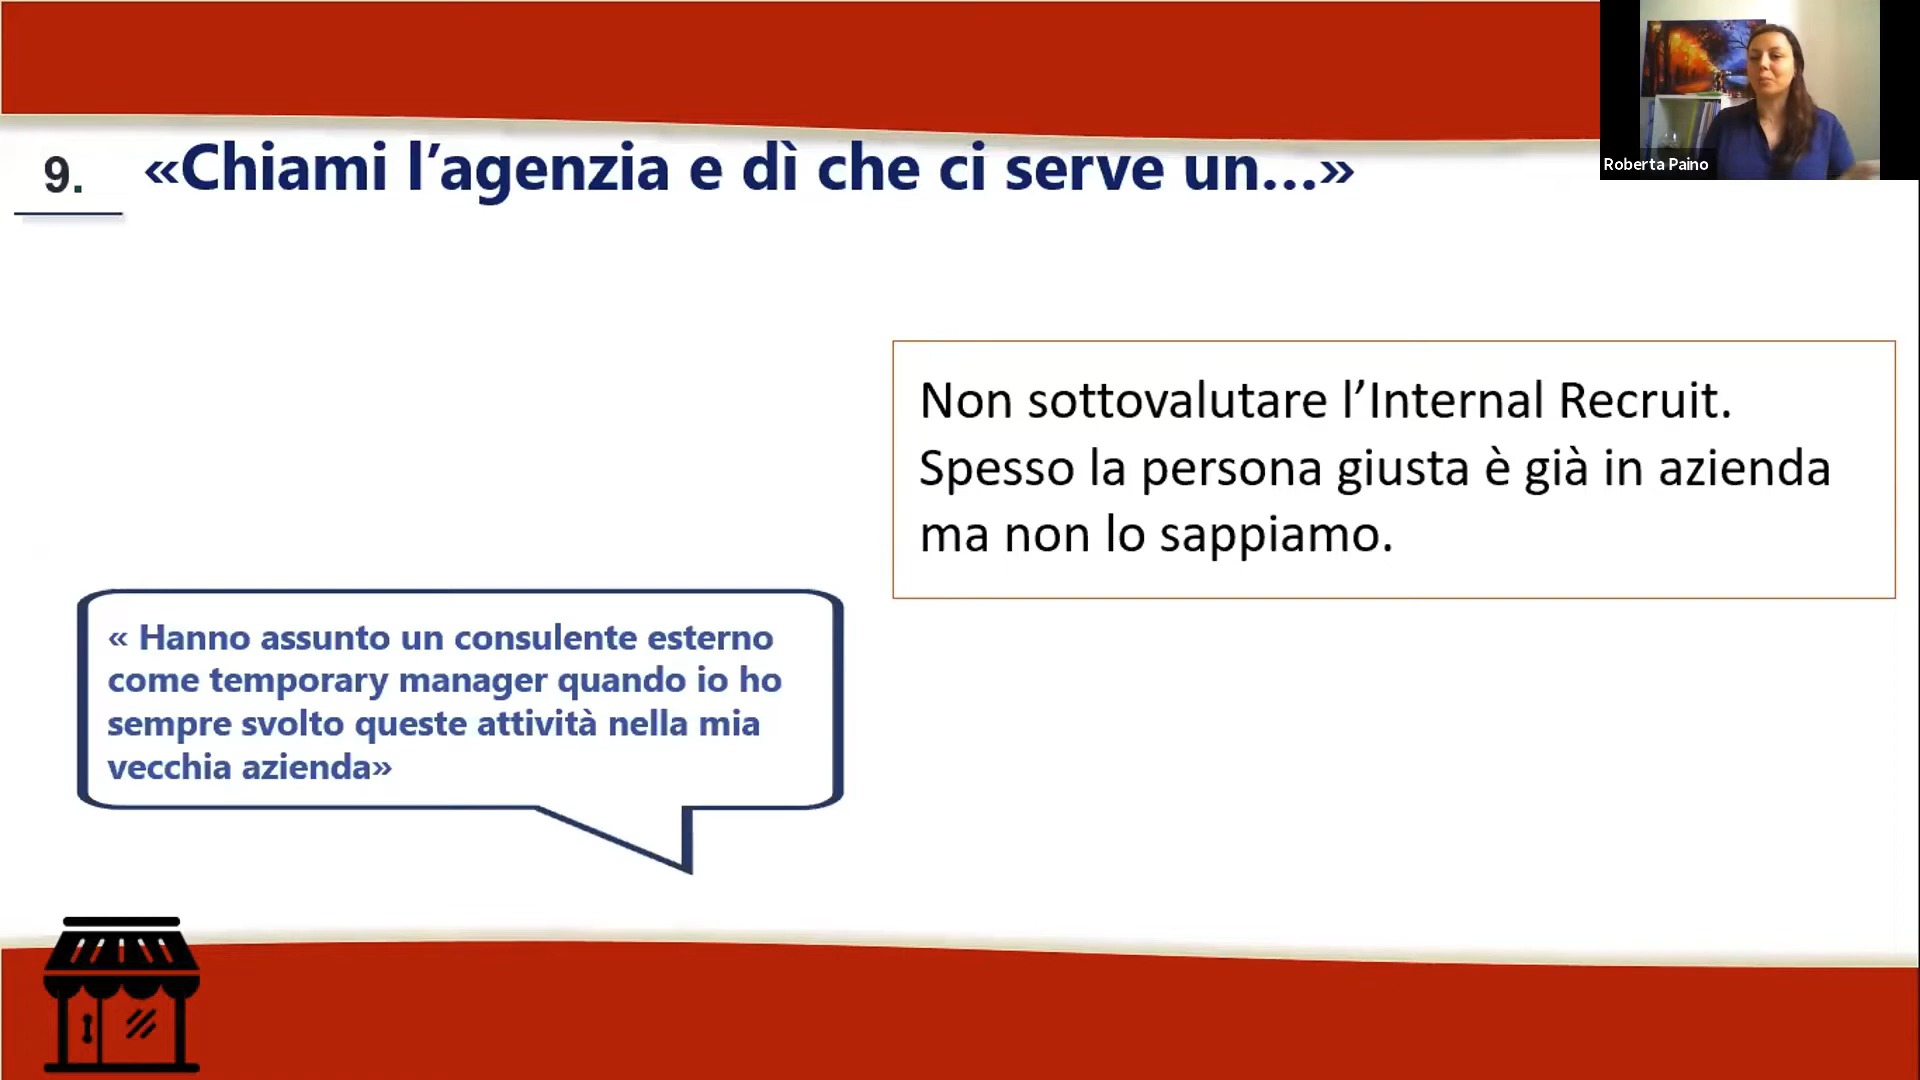 9.
«Chiami l’agenzia e dì che ci serve un...»
Roberta Paino
Non sottovalutare l’Internal Recruit.
Spesso la persona giusta è già in azienda
ma non lo sappiamo.
« Hanno assunto un consulente esterno
come temporary manager quando io ho
sempre svolto queste attività nella mia
vecchia azienda»